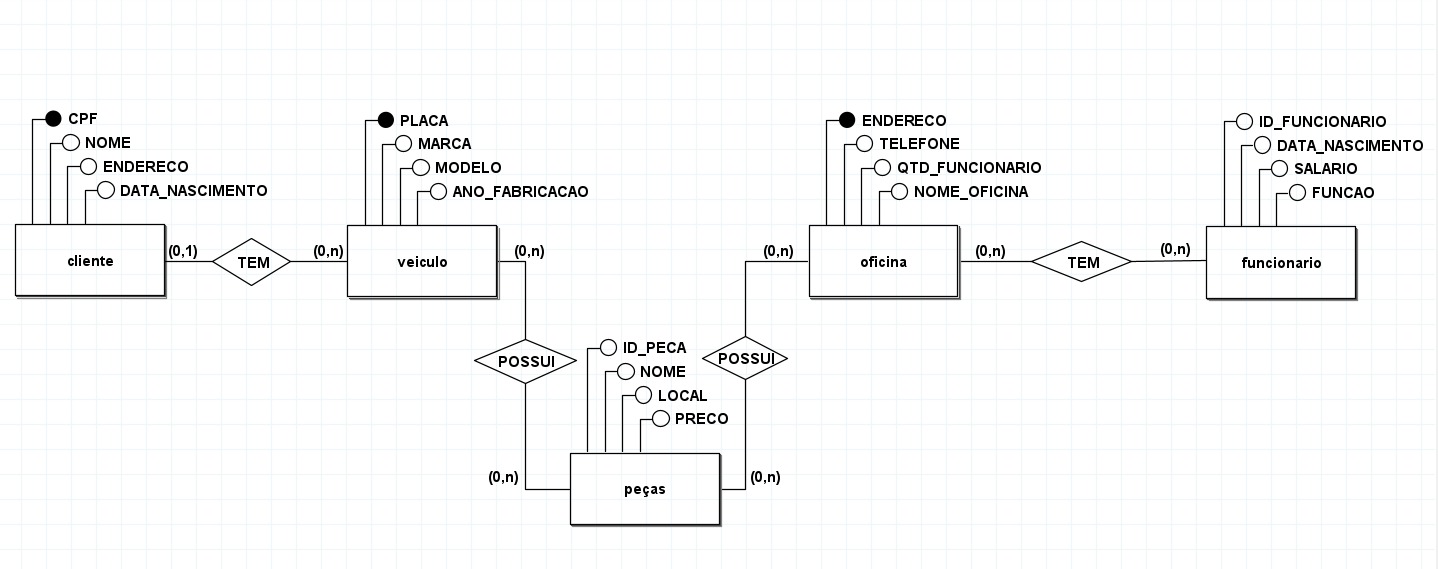 CPF
NOME
ENDERECO
DATA_NASCIMENTO
cliente
(0,1)
TEM
(0,n)
PLACA
MARCA
MODELO
ANO_FABRICACAO
veiculo
(0,n)
POSSUI
(0,n)
ID_PECA
NOME
LOCAL
PRECO
peças
(0,n)
POSSUI
(0,n)
ENDERECO
TELEFONE
QTD_FUNCIONARIO
NOME_OFICINA
oficina
(0,n)
TEM
(0,n)
ID_FUNCIONARIO
DATA_NASCIMENTO
SALARIO
FUNCAO
funcionario